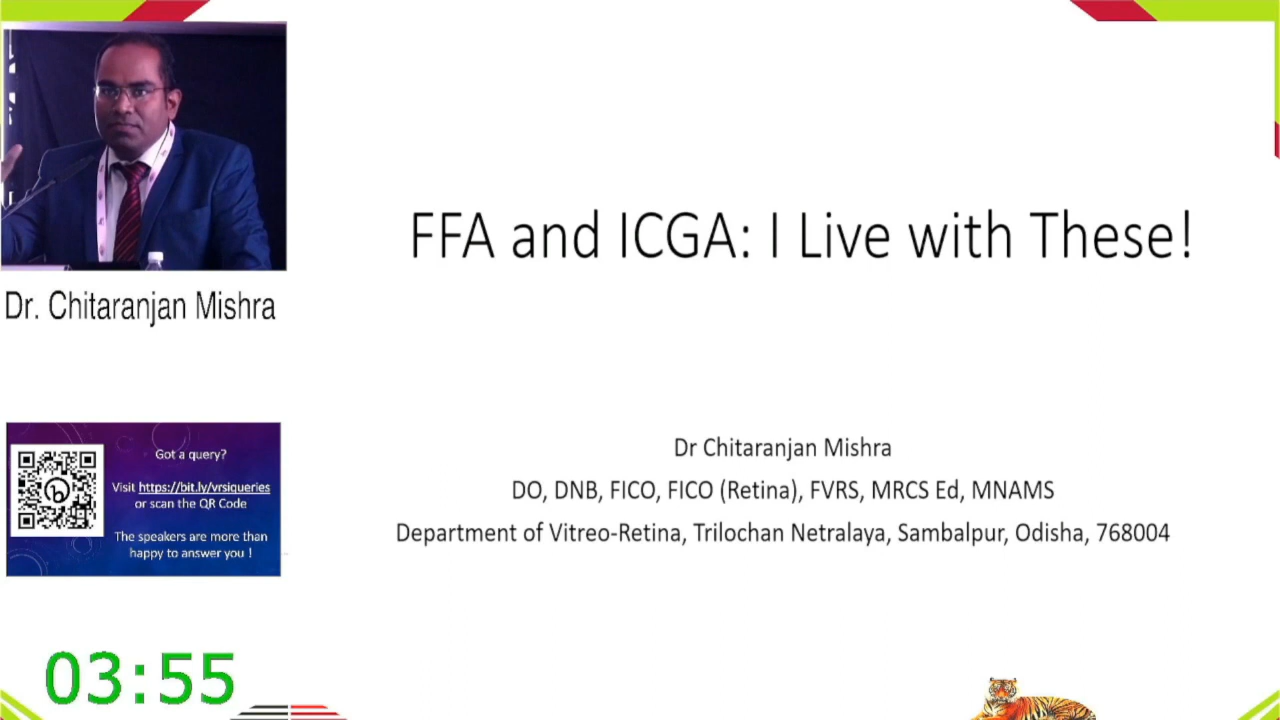 FFA and ICGA: I Live with These!
Dr. Chitaranjan Mishra
Got a query?
Visit https://bit.ly/vrsiqueries
or scan the QR Code
The speakers are more than
happy to answer you !
Dr Chitaranjan Mishra
DO, DNB, FICO, FICO (Retina), FVRS, MRCS Ed, MNAMS
Department of Vitreo-Retina, Trilochan Netralaya, Sambalpur, Odisha, 768004
03:55